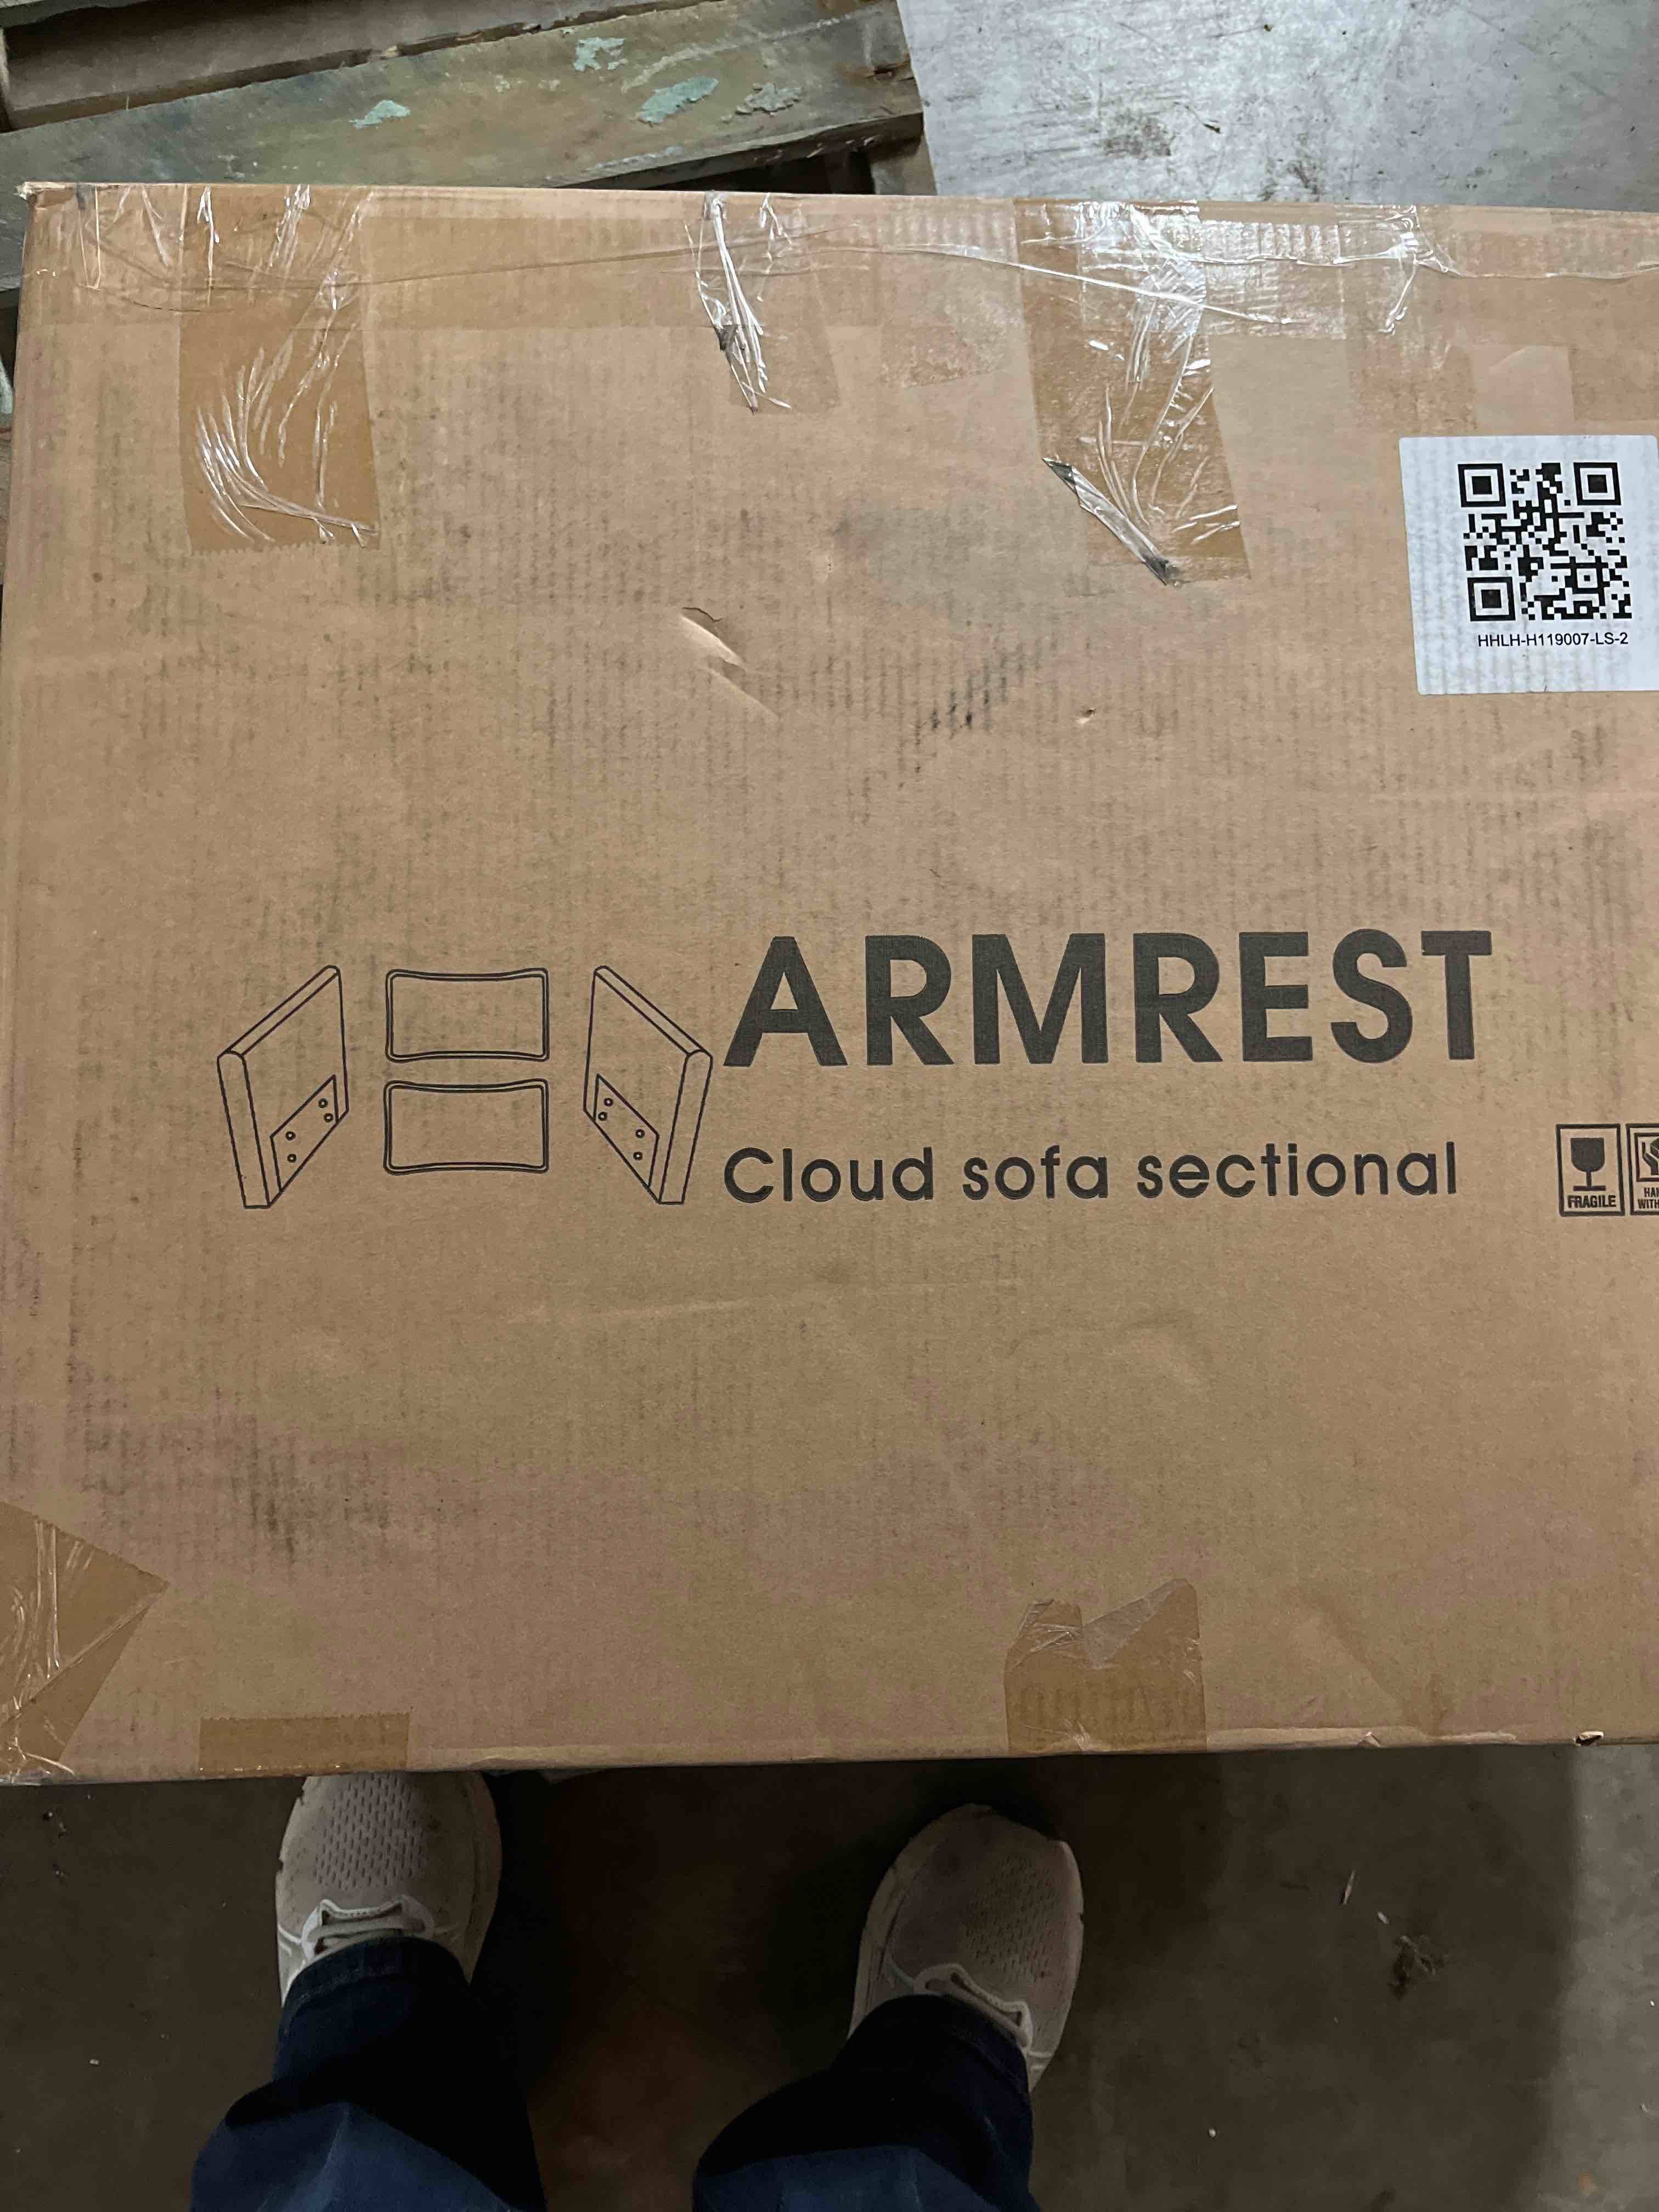 HHLH-H119007-LS-2
ARMREST
Cloud sofa sectional
FRAGILE